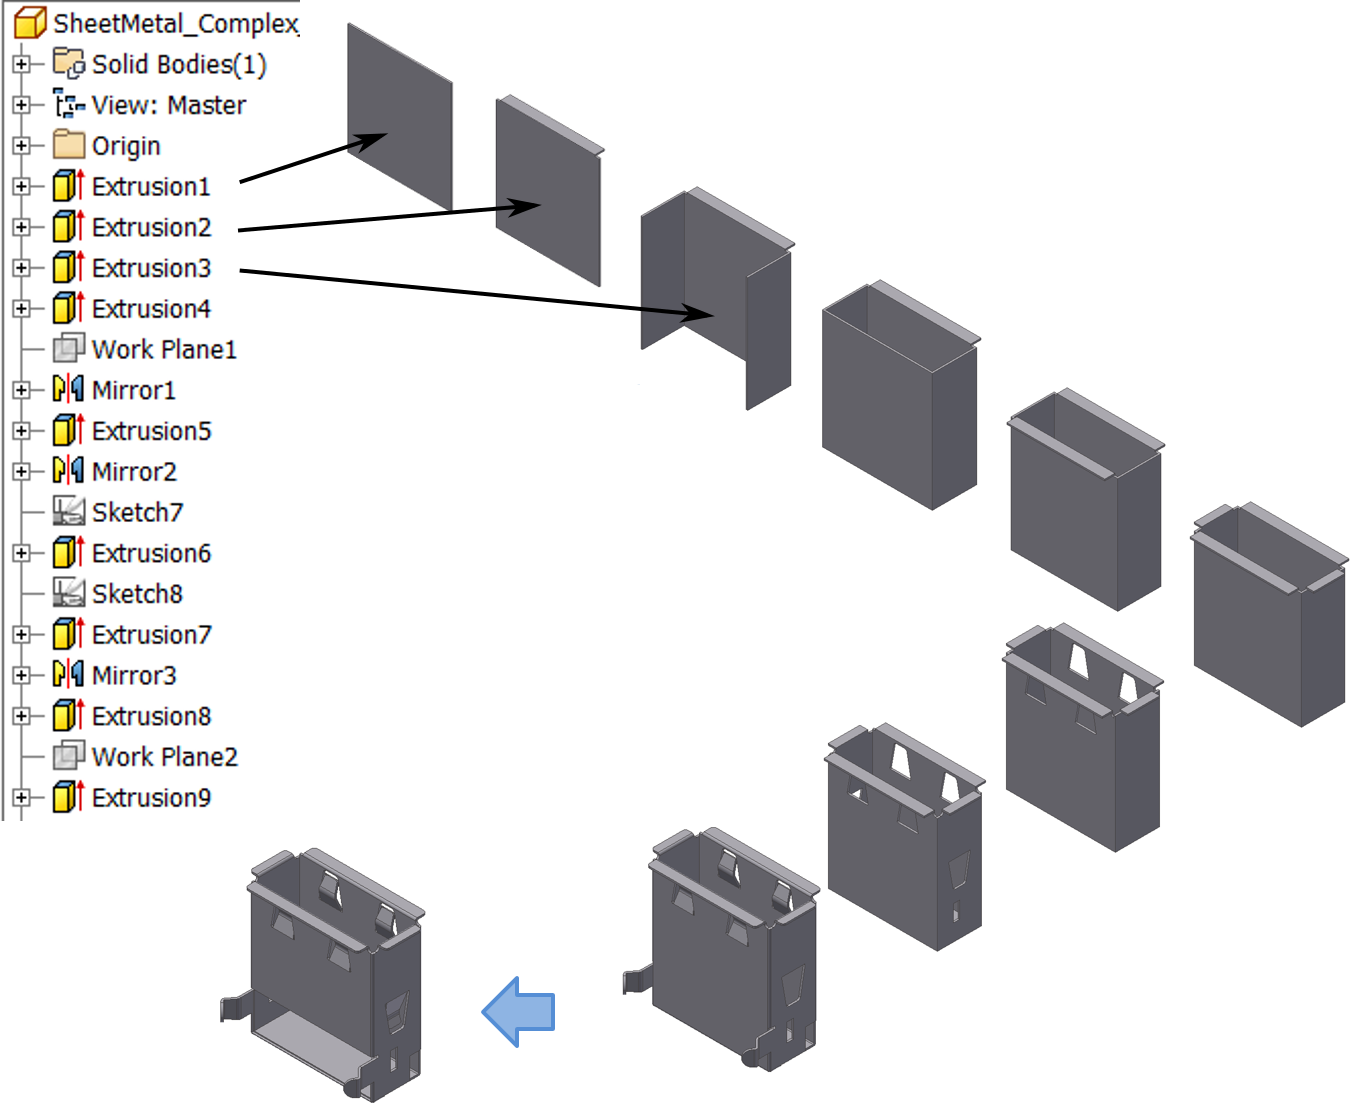 SheetMetal_Complex_
Solid Bodies(1)
View: Master
Origin
Extrusion1
Extrusion2
Extrusion3
Extrusion4
Work Plane1
Mirror1
Extrusion5
Mirror2
Sketch7
Extrusion6
Sketch8
Extrusion7
Mirror3
Extrusion8
Work Plane2
Extrusion9